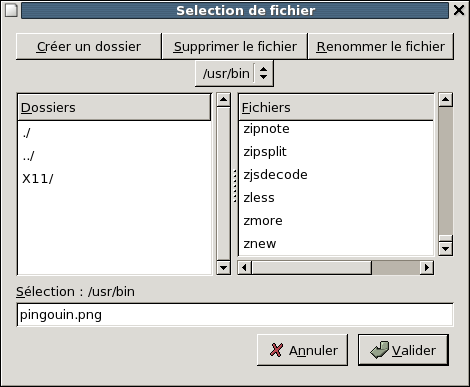 Selection de fichier
Créer un dossier Supprimer le fichier Renommer le fichier
/usr/bin
Dossiers
./
../
X11/
Fichiers
zipnote
zipsplit
zjsdecode
zless
zmore
znew
Sélection : /usr/bin
pingouin.png
Annuler Valider